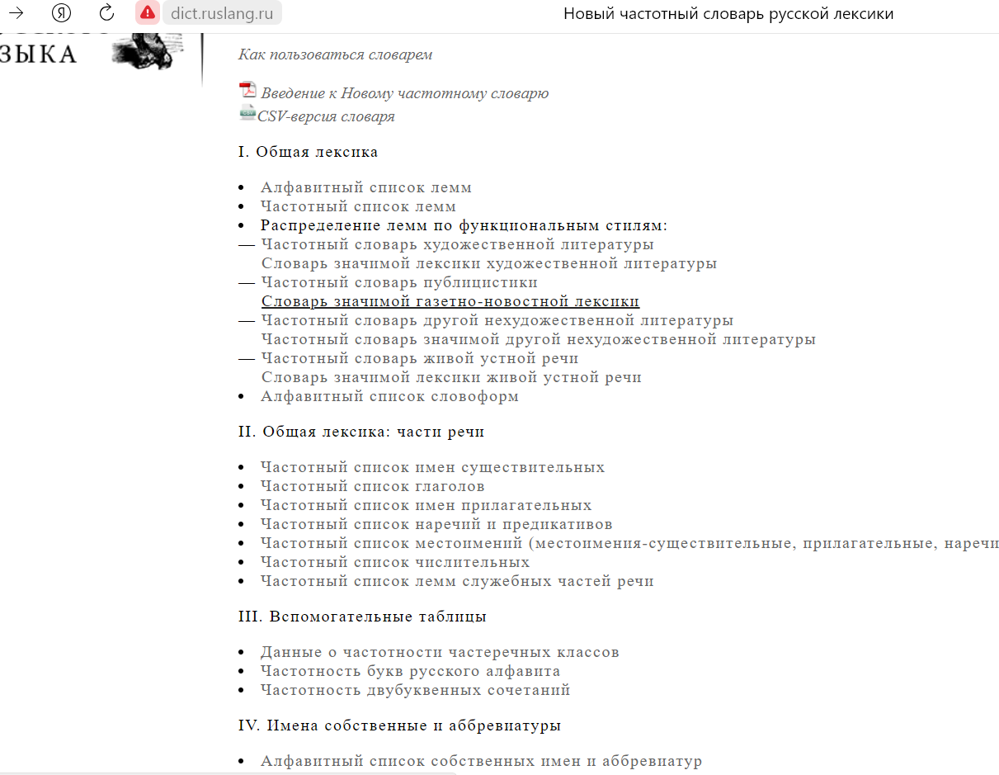 dict.ruslang.ru
Новый частотный словарь русской лексики
ЗЫКА
Как пользоваться словарем
Введение к Новому частотному словарю
CSV-версия словаря
I. Общая лексика
• Алфавитный список лемм
• Частотный список лемм
• Распределение лемм по функциональным стилям:
— Частотный словарь художественной литературы
Словарь значимой лексики художественной литературы
— Частотный словарь публицистики
Словарь значимой газетно-новостной лексики
— Частотный словарь другой нехудожественной литературы
Частотный словарь значимой другой нехудожественной литературы
— Частотный словарь живой устной речи
Словарь значимой лексики живой устной речи
• Алфавитный список словоформ
II. Общая лексика: части речи
• Частотный список имен существительных
• Частотный список глаголов
• Частотный список имен прилагательных
• Частотный список наречий и предикативов
• Частотный список местоимений (местоимения-существительные, прилагательные, наречи
• Частотный список числительных
• Частотный список лемм служебных частей речи
III. Вспомогательные таблицы
• Данные о частотности частеречных классов
• Частотность букв русского алфавита
• Частотность двубуквенных сочетаний
IV. Имена собственные и аббревиатуры
• Алфавитный список собственных имен и аббревиатур